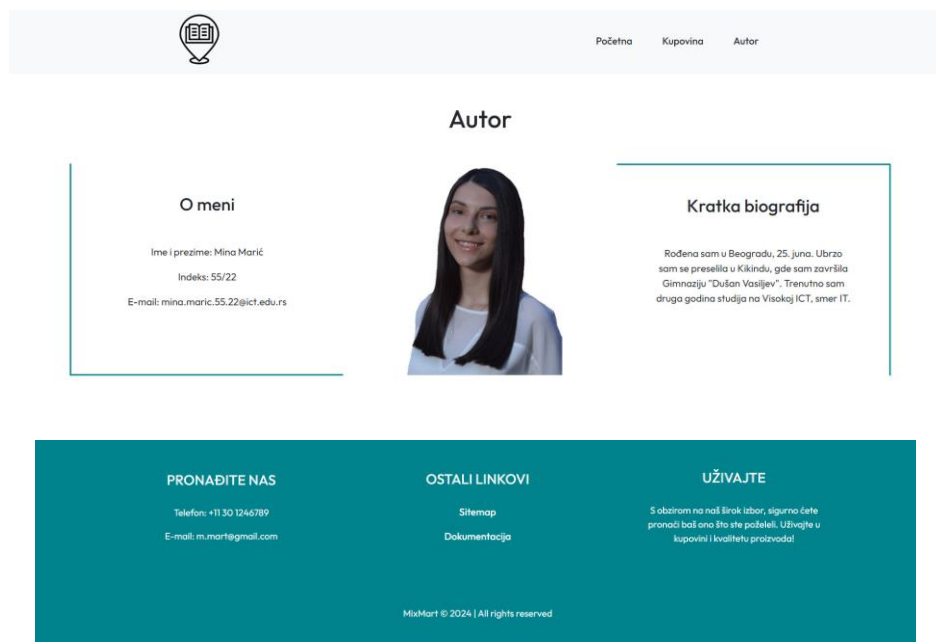 Početna Kupovina Autor
Autor
O meni
Ime i prezime: Mina Marić
Indeks: 55/22
E-mail: mina.maric.55.22@ict.edu.rs
Kratka biografija
Rođena sam u Beogradu, 25. juna. Ubrzo
sam se preselila u Kikindu, gde sam završila
Gimnaziju "Dušan Vasiljev". Trenutno sam
druga godina studija na Visokoj ICT, smer IT.
PRONAĐITE NAS
Telefon: +11 30 1246789
E-mail: m.mart@gmail.com
OSTALI LINKOVI
Sitemap
Dokumentacija
UŽIVAJTE
S obzirom na naš širok izbor, sigurno ćete
pronaći baš ono što ste poželeli. Uživajte u
kupovini i kvalitetu proizvoda!
MixMart © 2024 | All rights reserved